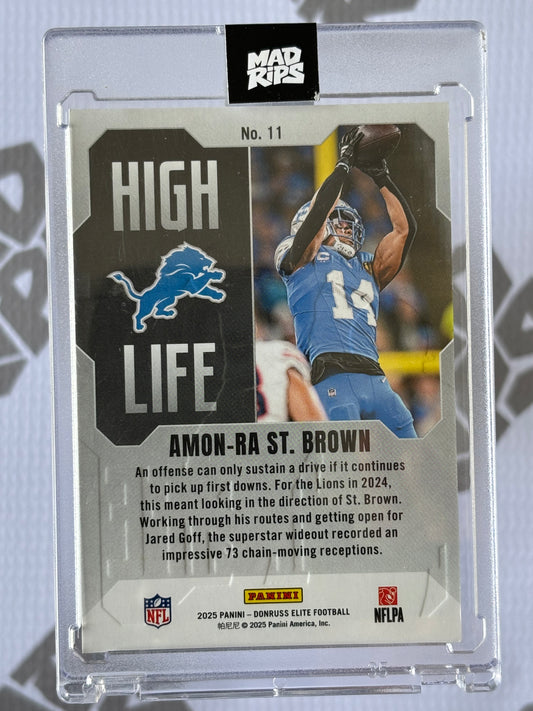 MAD
RIPS
No. 11
HIGH
LIFE
14
AMON-RA ST. BROWN
An offense can only sustain a drive if it continues
to pick up first downs. For the Lions in 2024,
this meant looking in the direction of St. Brown.
Working through his routes and getting open for
Jared Goff, the superstar wideout recorded an
impressive 73 chain-moving receptions.
NFL
PANINI
NFLPA
2025 PANINI – DONRUSS ELITE FOOTBALL
帕尼尼 © 2025 Panini America, Inc.